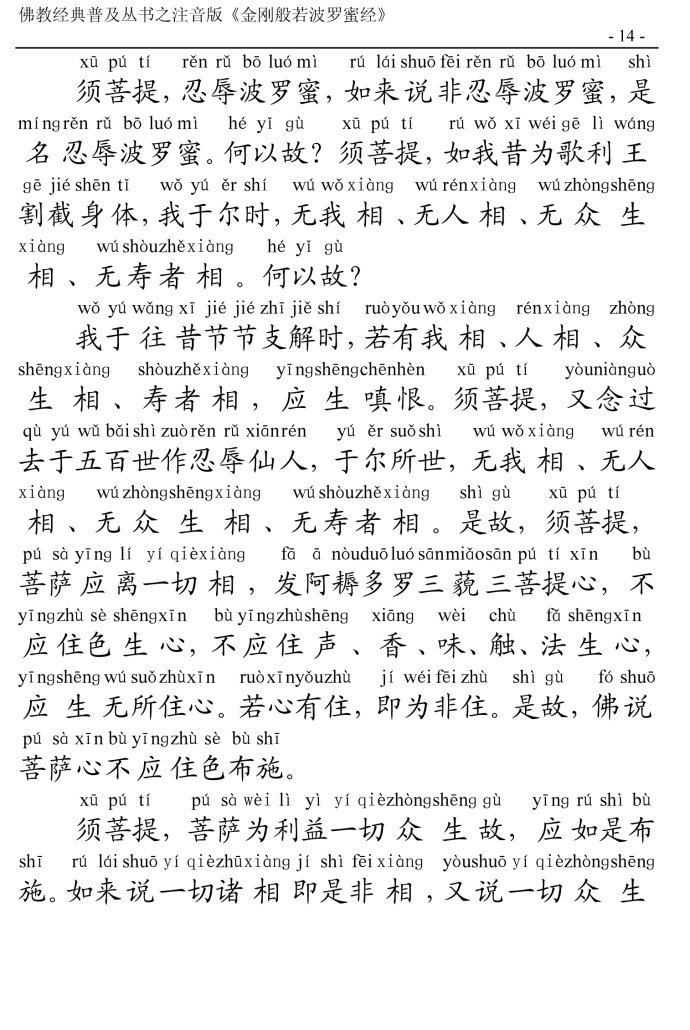 佛教经典普及丛书之注音版《金刚般若波罗蜜经》
- 14 -
xū pú tí rěn rǔ bō luó mì rú lái shuō fēi rěn rǔ bō luó mì shì
须菩提，忍辱波罗蜜，如来说非忍辱波罗蜜，是
míng rěn rǔ bō luó mì hé yǐ gù xū pú tí rú wǒ xī wéi gē lì wáng
名忍辱波罗蜜。何以故？须菩提，如我昔为歌利王
gē jié shēn tǐ wǒ yú ěr shí wú wǒ xiàng wú rén xiàng wú zhòng shēng
割截身体，我于尔时，无我相、无人相、无众生
xiàng wú shòu zhě xiàng hé yǐ gù
相、无寿者相。何以故？
wǒ yú wǎng xī jié jié zhī jiě shí ruò yǒu wǒ xiàng rén xiàng zhòng
我于往昔节节支解时，若有我相、人相、众
shēng xiàng shòu zhě xiàng yīng shēng chēn hèn xū pú tí yòu niàn guò
生相、寿者相，应生嗔恨。须菩提，又念过
qù yú wǔ bǎi shì zuò rěn rǔ xiān rén yú ěr suǒ shì wú wǒ xiàng wú rén
去于五百世作忍辱仙人，于尔所世，无我相、无人
xiàng wú zhòng shēng xiàng wú shòu zhě xiàng shì gù xū pú tí
相、无众生相、无寿者相。是故，须菩提，
pú sà yīng lí yí qiè xiàng fā ā nòu duō luó sān miǎo sān pú tí xīn bù
菩萨应离一切相，发阿耨多罗三藐三菩提心，不
yīng zhù sè shēng xīn bù yīng zhù shēng xiāng wèi chù fǎ shēng xīn
应住色生心，不应住声、香、味、触、法生心，
yīng shēng wú suǒ zhù xīn ruò xīn yǒu zhù jí wéi fēi zhù shì gù fó shuō
应生无所住心。若心有住，即为非住。是故，佛说
pú sà xīn bù yīng zhù sè bù shī
菩萨心不应住色布施。
xū pú tí pú sà wèi lì yì yí qiè zhòng shēng gù yīng rú shì bù
须菩提，菩萨为利益一切众生故，应如是布
shī rú lái shuō yí qiè zhū xiàng jí shì fēi xiàng yòu shuō yí qiè zhòng shēng
施。如来说一切诸相即是非相，又说一切众生